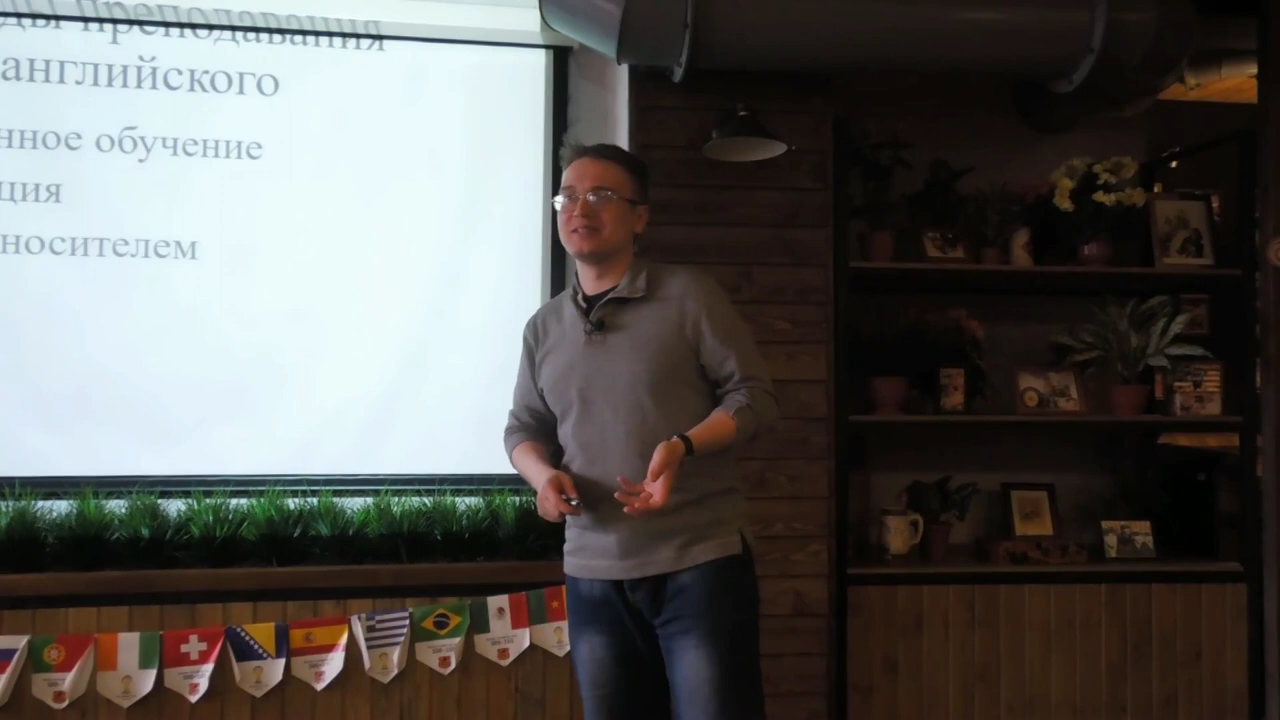 ды преподавания
английского
нное обучение
ция
носителем